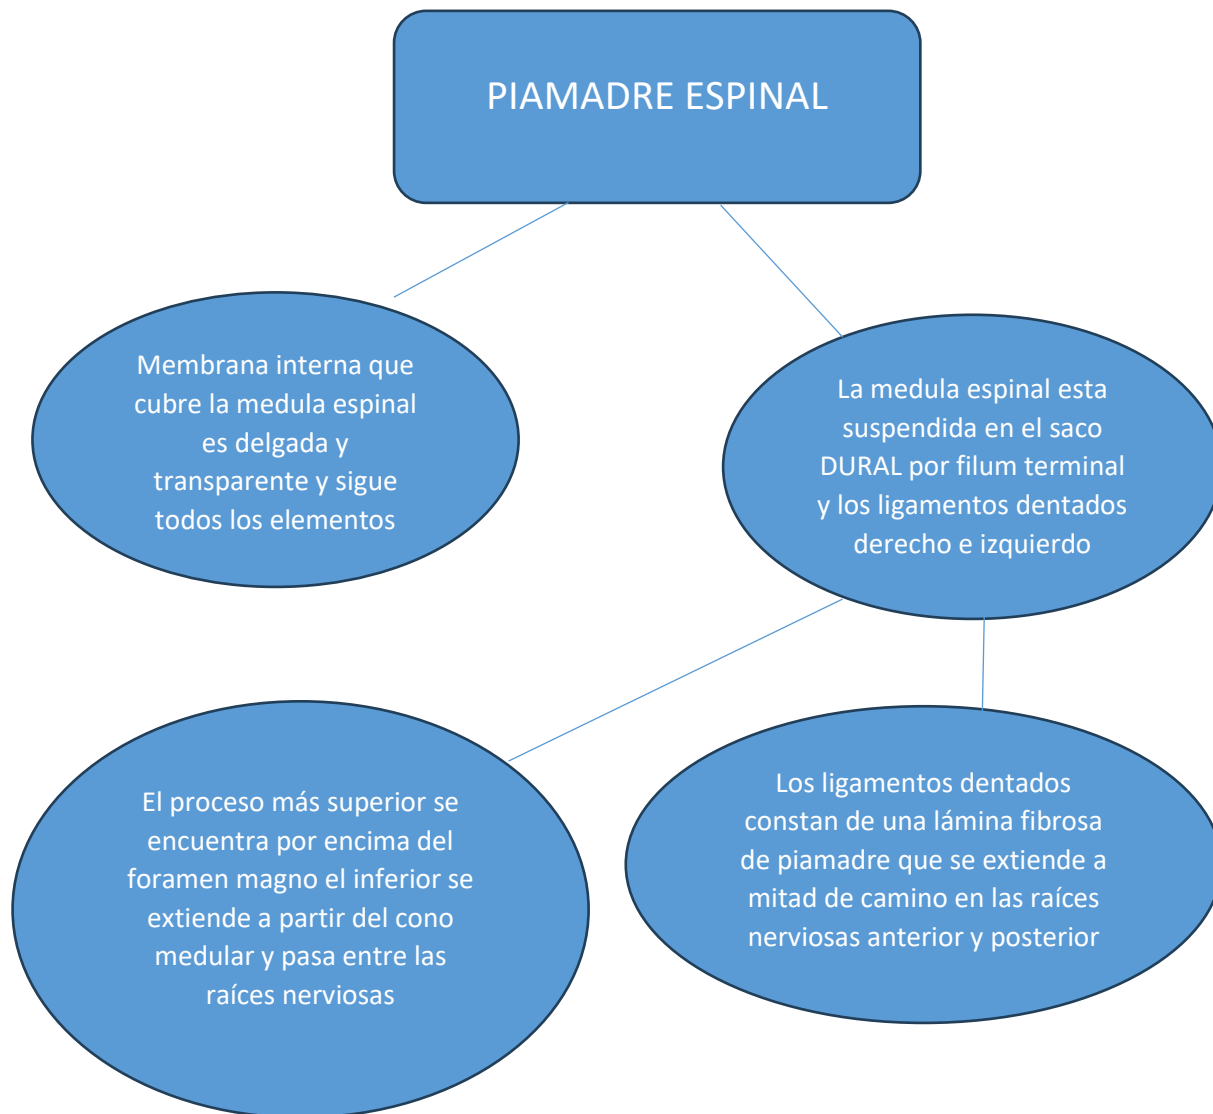 PIAMADRE ESPINAL
Membrana interna que
cubre la medula espinal
es delgada y
transparente y sigue
todos los elementos
La medula espinal esta
suspendida en el saco
DURAL por filum terminal
y los ligamentos dentados
derecho e izquierdo
El proceso más superior se
encuentra por encima del
foramen magno el inferior se
extiende a partir del cono
medular y pasa entre las
raíces nerviosas
Los ligamentos dentados
constan de una lámina fibrosa
de piamadre que se extiende a
mitad de camino en las raíces
nerviosas anterior y posterior